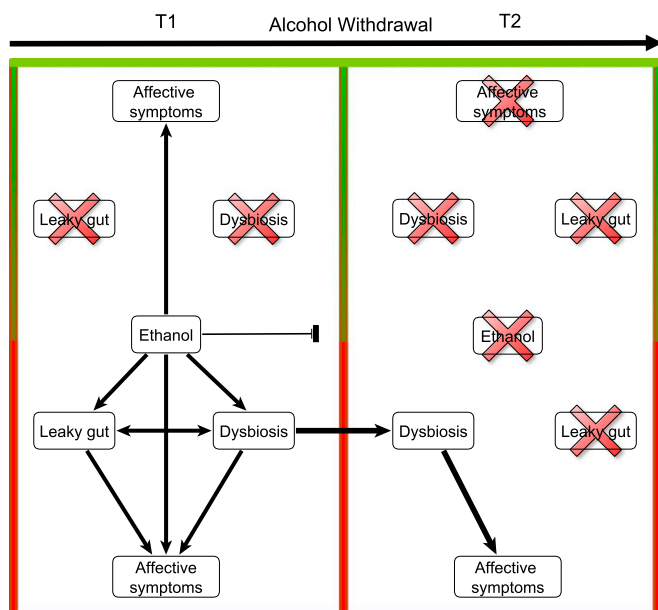 T1
Alcohol Withdrawal
T2
Affective
symptoms
Affective
symptoms
Leaky gut
Dysbiosis
Dysbiosis
Leaky gut
Ethanol
Ethanol
Leaky gut
Dysbiosis
Dysbiosis
Leaky gut
Affective
symptoms
Affective
symptoms